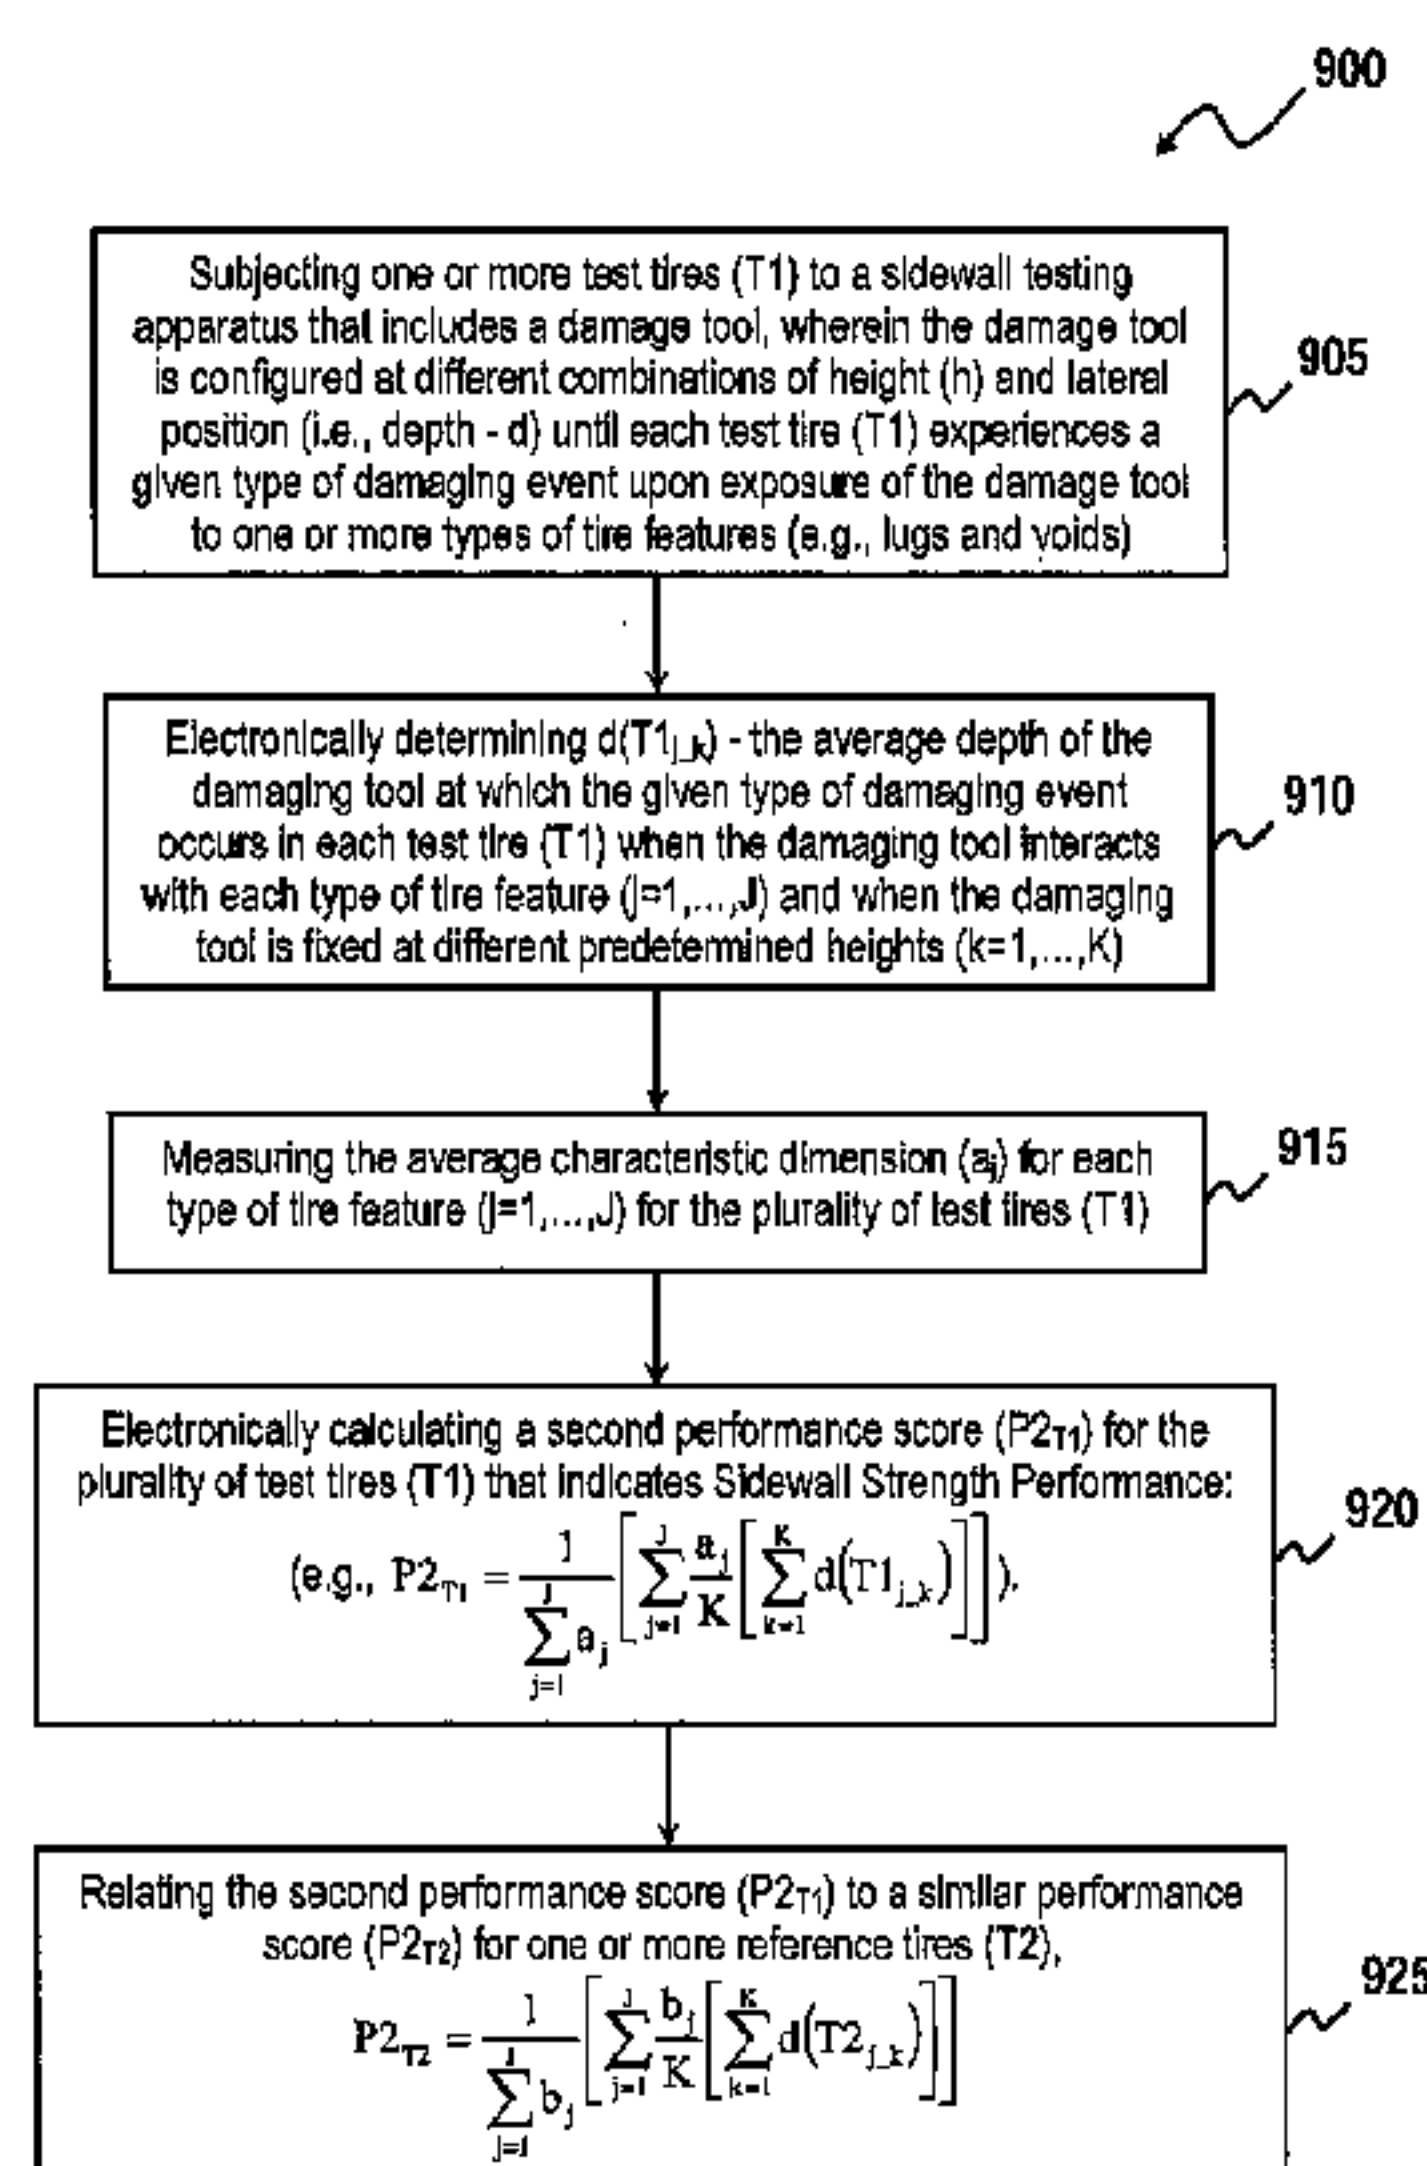 900
Subjecting one or more test tires (T1) to a sidewall testing
apparatus that includes a damage tool, wherein the damage tool
is configured at different combinations of height (h) and lateral
position (i.e., depth - d) until each test tire (T1) experiences a
given type of damaging event upon exposure of the damage tool
to one or more types of tire features (e.g., lugs and voids)
905
Electronically determining d(T1j_k) - the average depth of the
damaging tool at which the given type of damaging event
occurs in each test tire (T1) when the damaging tool interacts
with each type of tire feature (j=1,...,J) and when the damaging
tool is fixed at different predetermined heights (k=1,...,K)
910
Measuring the average characteristic dimension (aj) for each
type of tire feature (j=1,...,J) for the plurality of test tires (T1)
915
Electronically calculating a second performance score (P2T1) for the
plurality of test tires (T1) that indicates Sidewall Strength Performance:
(e.g., P2T1 = 1/∑j=1J aj [∑j=1J aj/K [∑k=1K d(T1j_k)]]).
920
Relating the second performance score (P2T1) to a similar performance
score (P2T2) for one or more reference tires (T2),
P2T2 = 1/∑j=1J bj [∑j=1J bj/K [∑k=1K d(T2j_k)]]
925